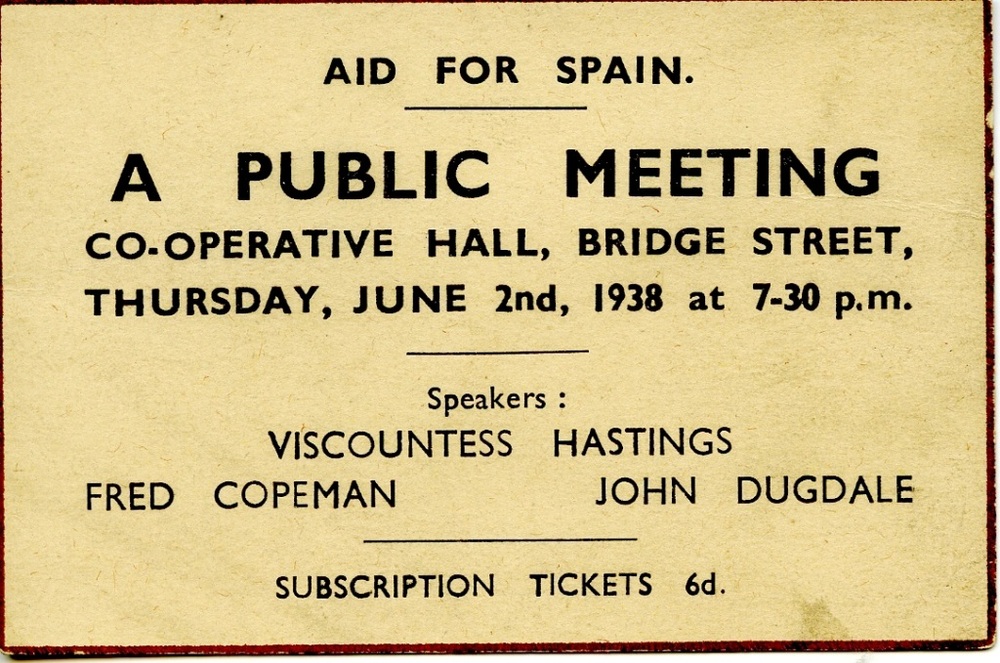 AID FOR SPAIN.
A PUBLIC MEETING
CO-OPERATIVE HALL, BRIDGE STREET,
THURSDAY, JUNE 2nd, 1938 at 7-30 p.m.
Speakers :
VISCOUNTESS HASTINGS
FRED COPEMAN JOHN DUGDALE
SUBSCRIPTION TICKETS 6d.